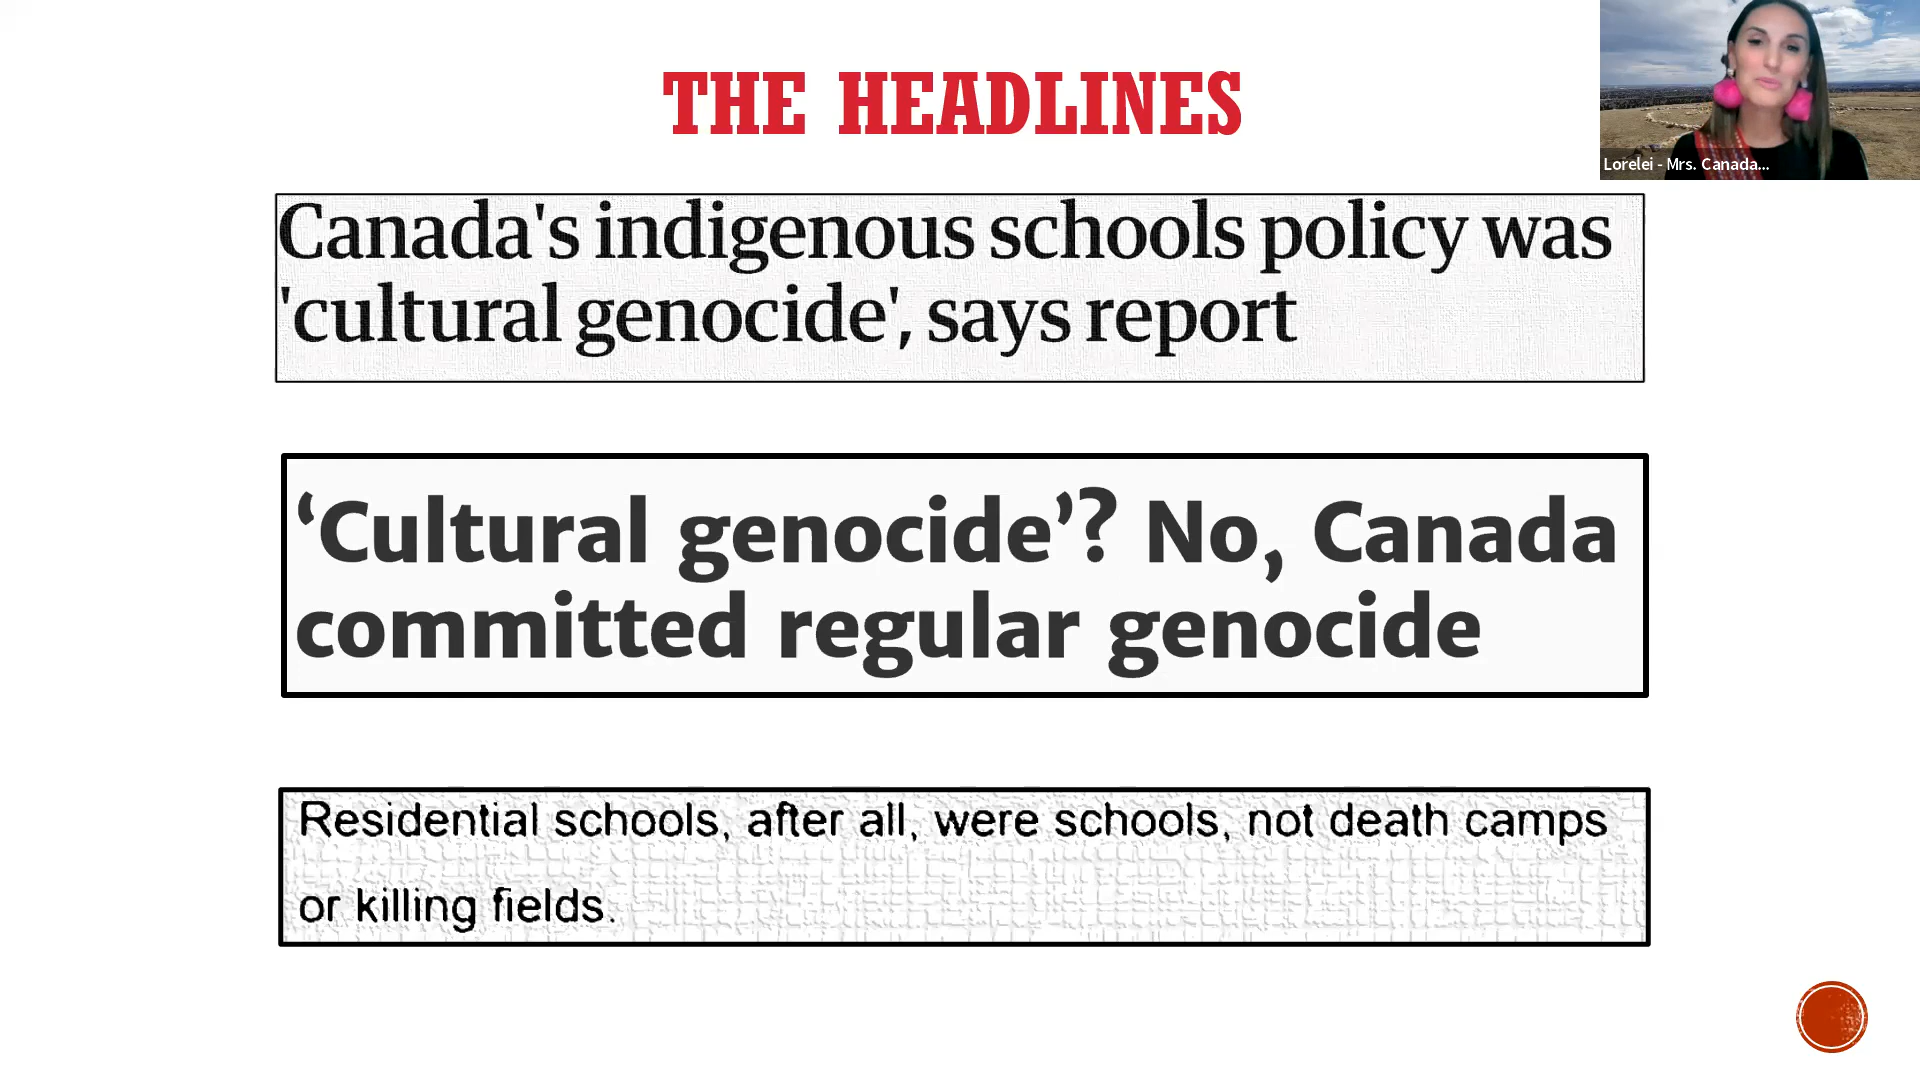 THE HEADLINES
Lorelei - Mrs. Canada...
Canada's indigenous schools policy was
'cultural genocide', says report
‘Cultural genocide’? No, Canada
committed regular genocide
Residential schools, after all, were schools, not death camps
or killing fields.